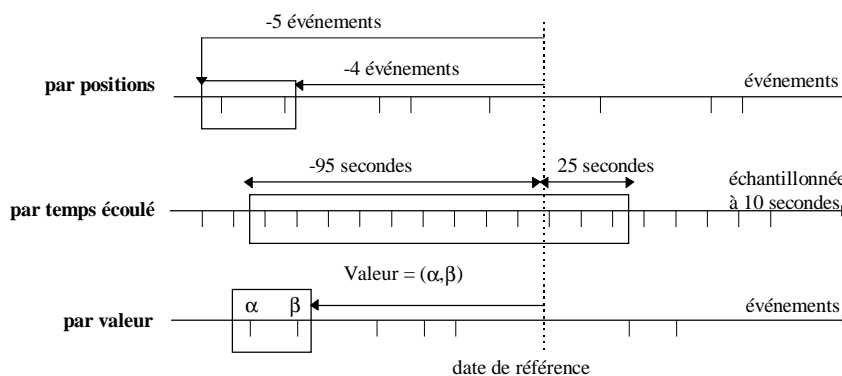 -5 événements
-4 événements
par positions
événements
-95 secondes
25 secondes
échantillonnée
à 10 secondes
par temps écoulé
Valeur = (α,β)
α β
par valeur
événements
date de référence